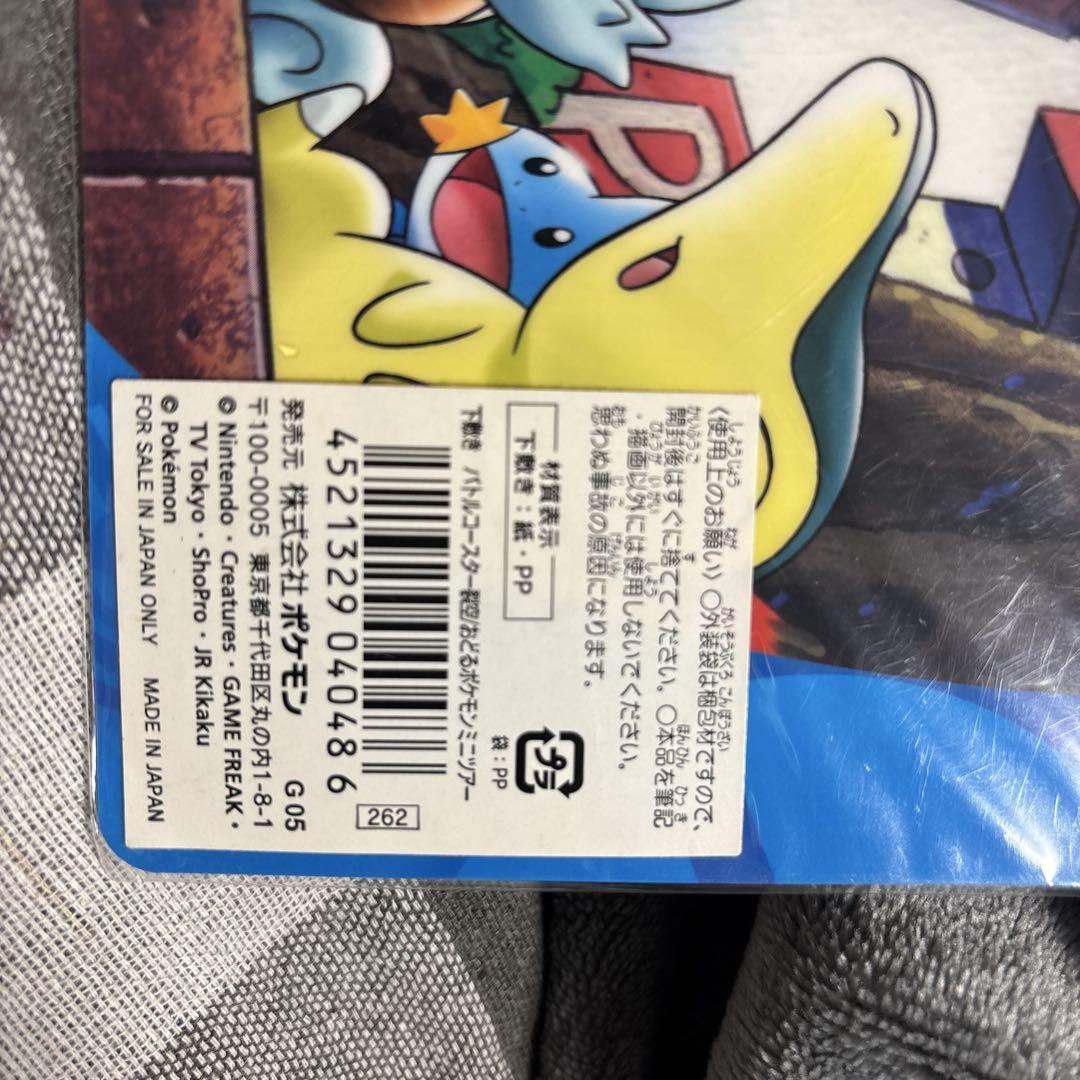 P
〈使用上のお願い〉〇外装袋は梱包材ですので、
開封後はすぐに捨ててください。〇本品を筆記
・描画以外には使用しないでください。
思わぬ事故の原因になります。
材質表示
下敷き：紙・PP
プラ
袋：PP
下敷き バトルコースター裂空/おどるポケモンミニツアー
4521329040486
262
発売元 株式会社ポケモン G 05
〒100-0005 東京都千代田区丸の内1-8-1
©Nintendo・Creatures・GAME FREAK・
TV Tokyo・ShoPro・JR Kikaku
©Pokémon
FOR SALE IN JAPAN ONLY MADE IN JAPAN